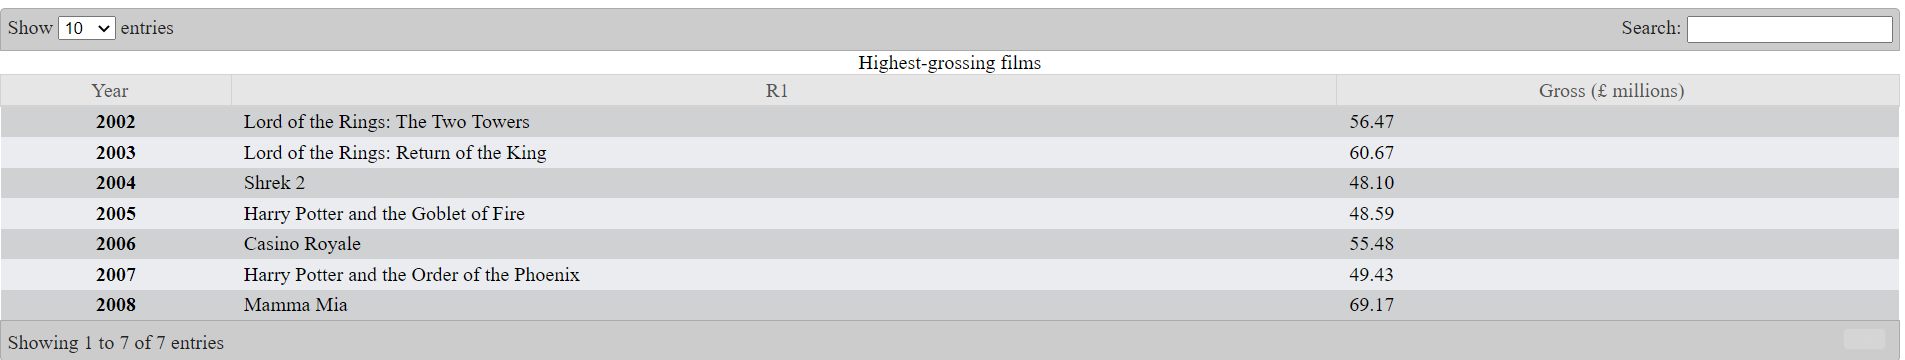 Show 10 entries Search:
Highest-grossing films
Year R1 Gross (£ millions)
2002 Lord of the Rings: The Two Towers 56.47
2003 Lord of the Rings: Return of the King 60.67
2004 Shrek 2 48.10
2005 Harry Potter and the Goblet of Fire 48.59
2006 Casino Royale 55.48
2007 Harry Potter and the Order of the Phoenix 49.43
2008 Mamma Mia 69.17
Showing 1 to 7 of 7 entries